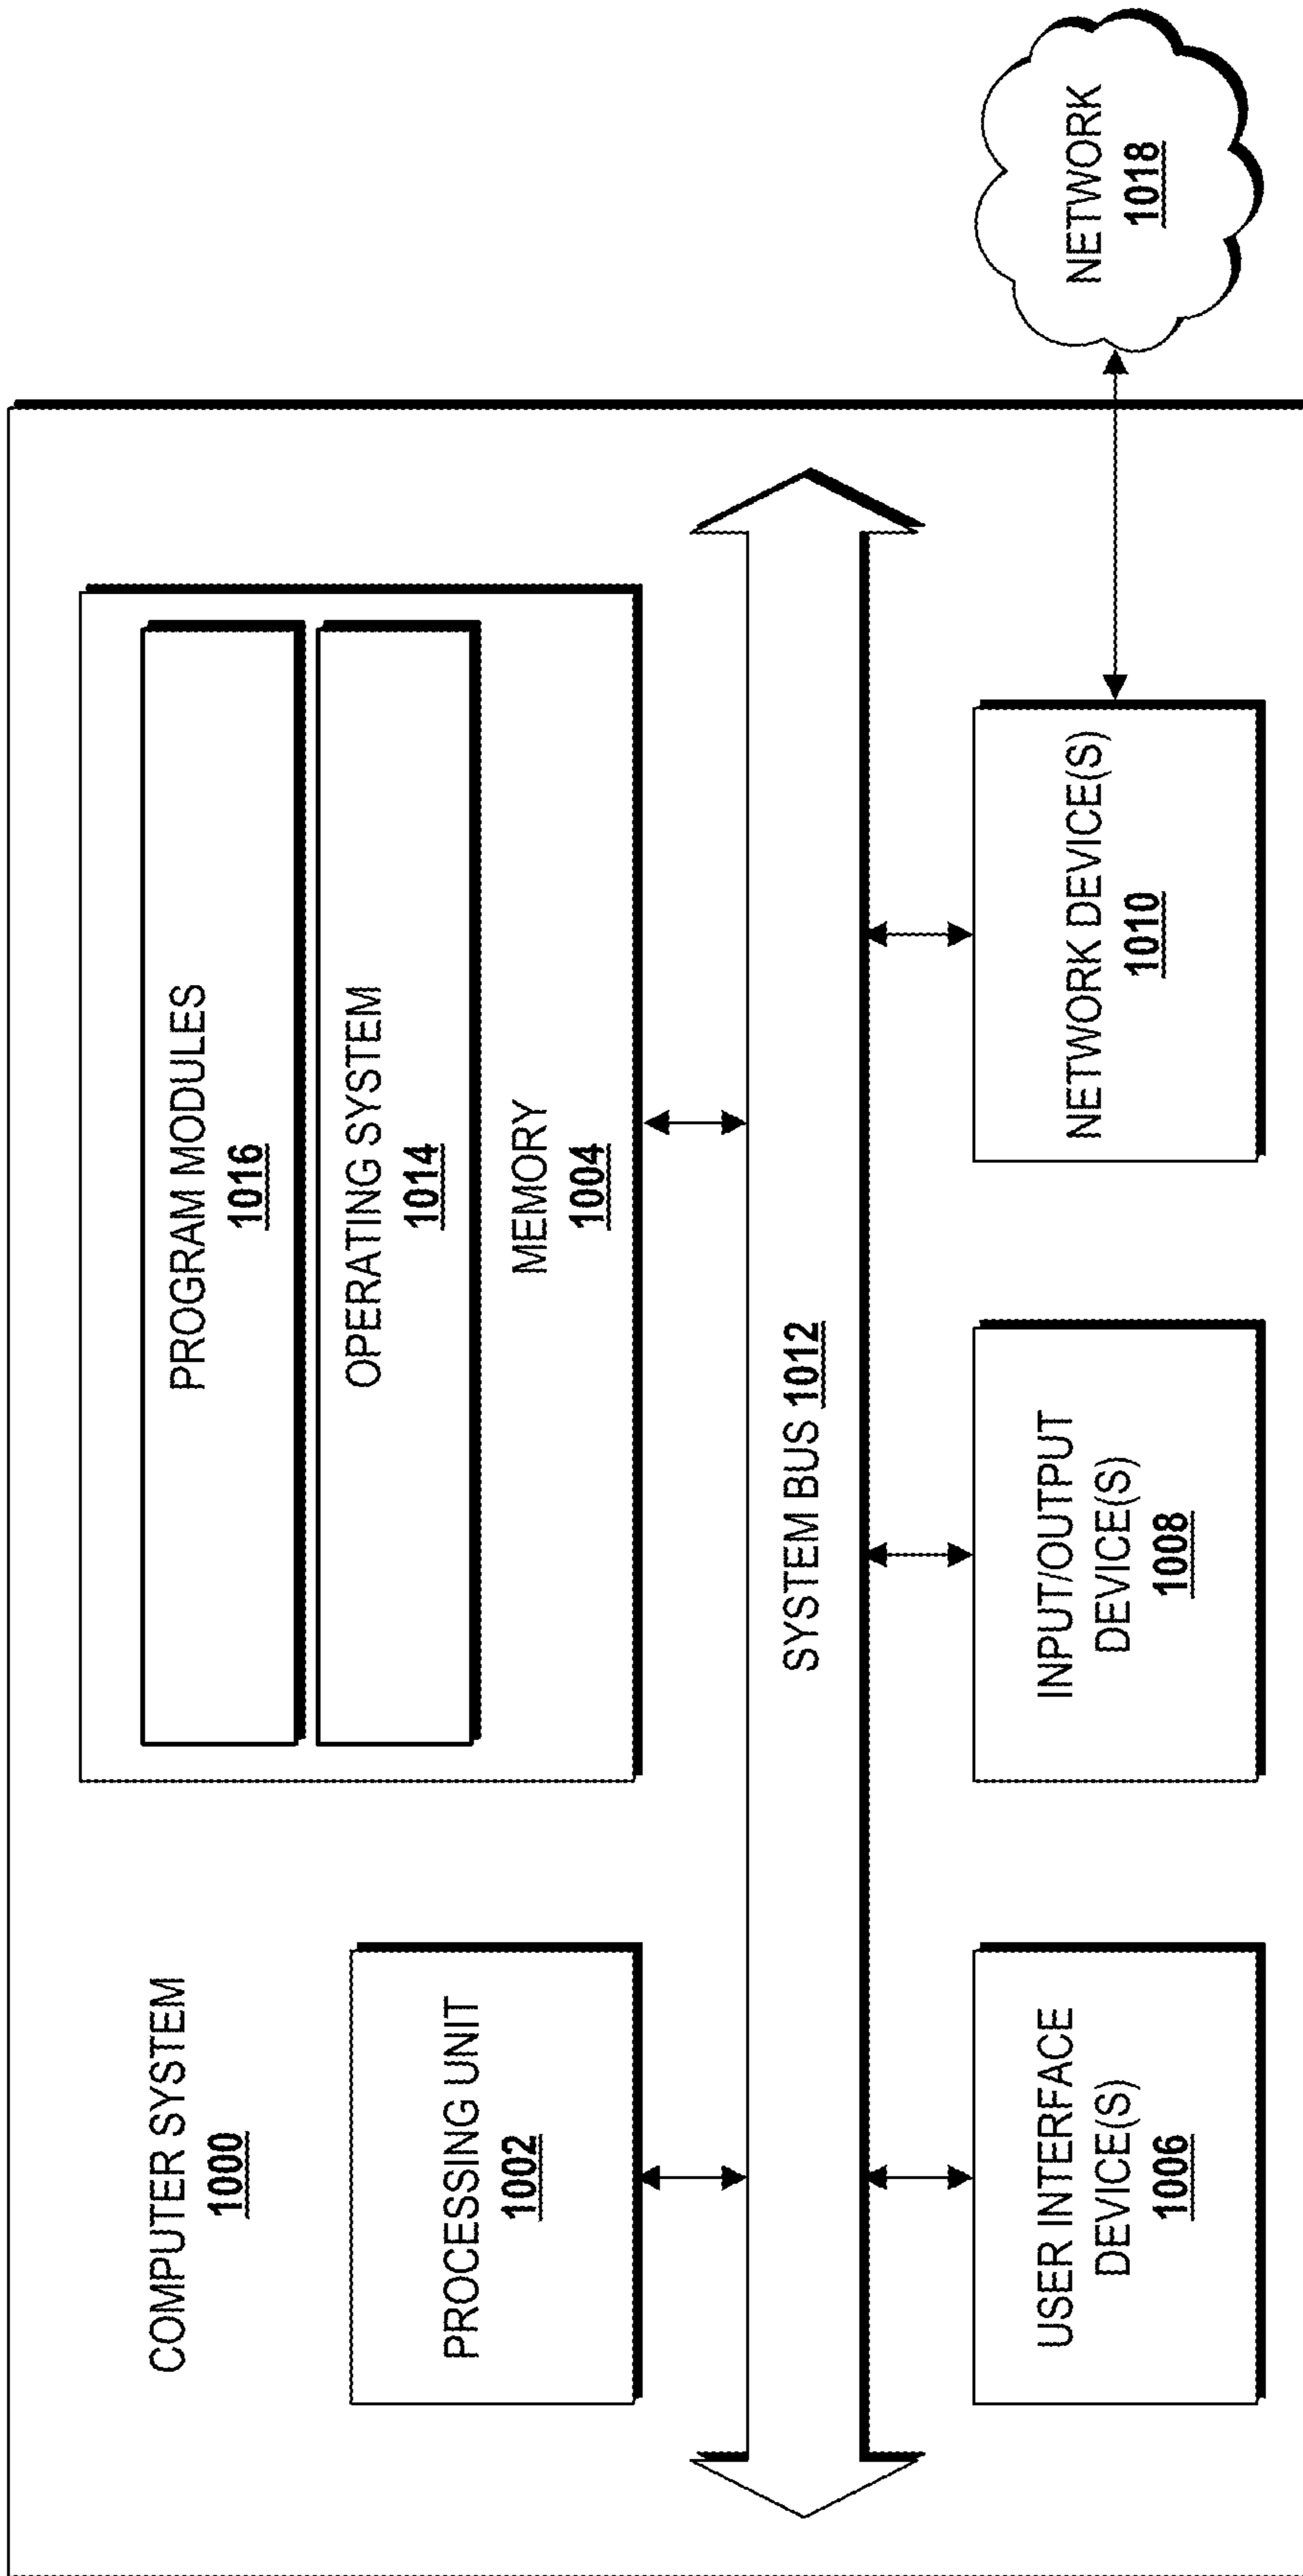 COMPUTER SYSTEM
1000
PROGRAM MODULES
1016
OPERATING SYSTEM
1014
MEMORY
1004
PROCESSING UNIT
1002
SYSTEM BUS 1012
USER INTERFACE
DEVICE(S)
1006
INPUT/OUTPUT
DEVICE(S)
1008
NETWORK DEVICE(S)
1010
NETWORK
1018